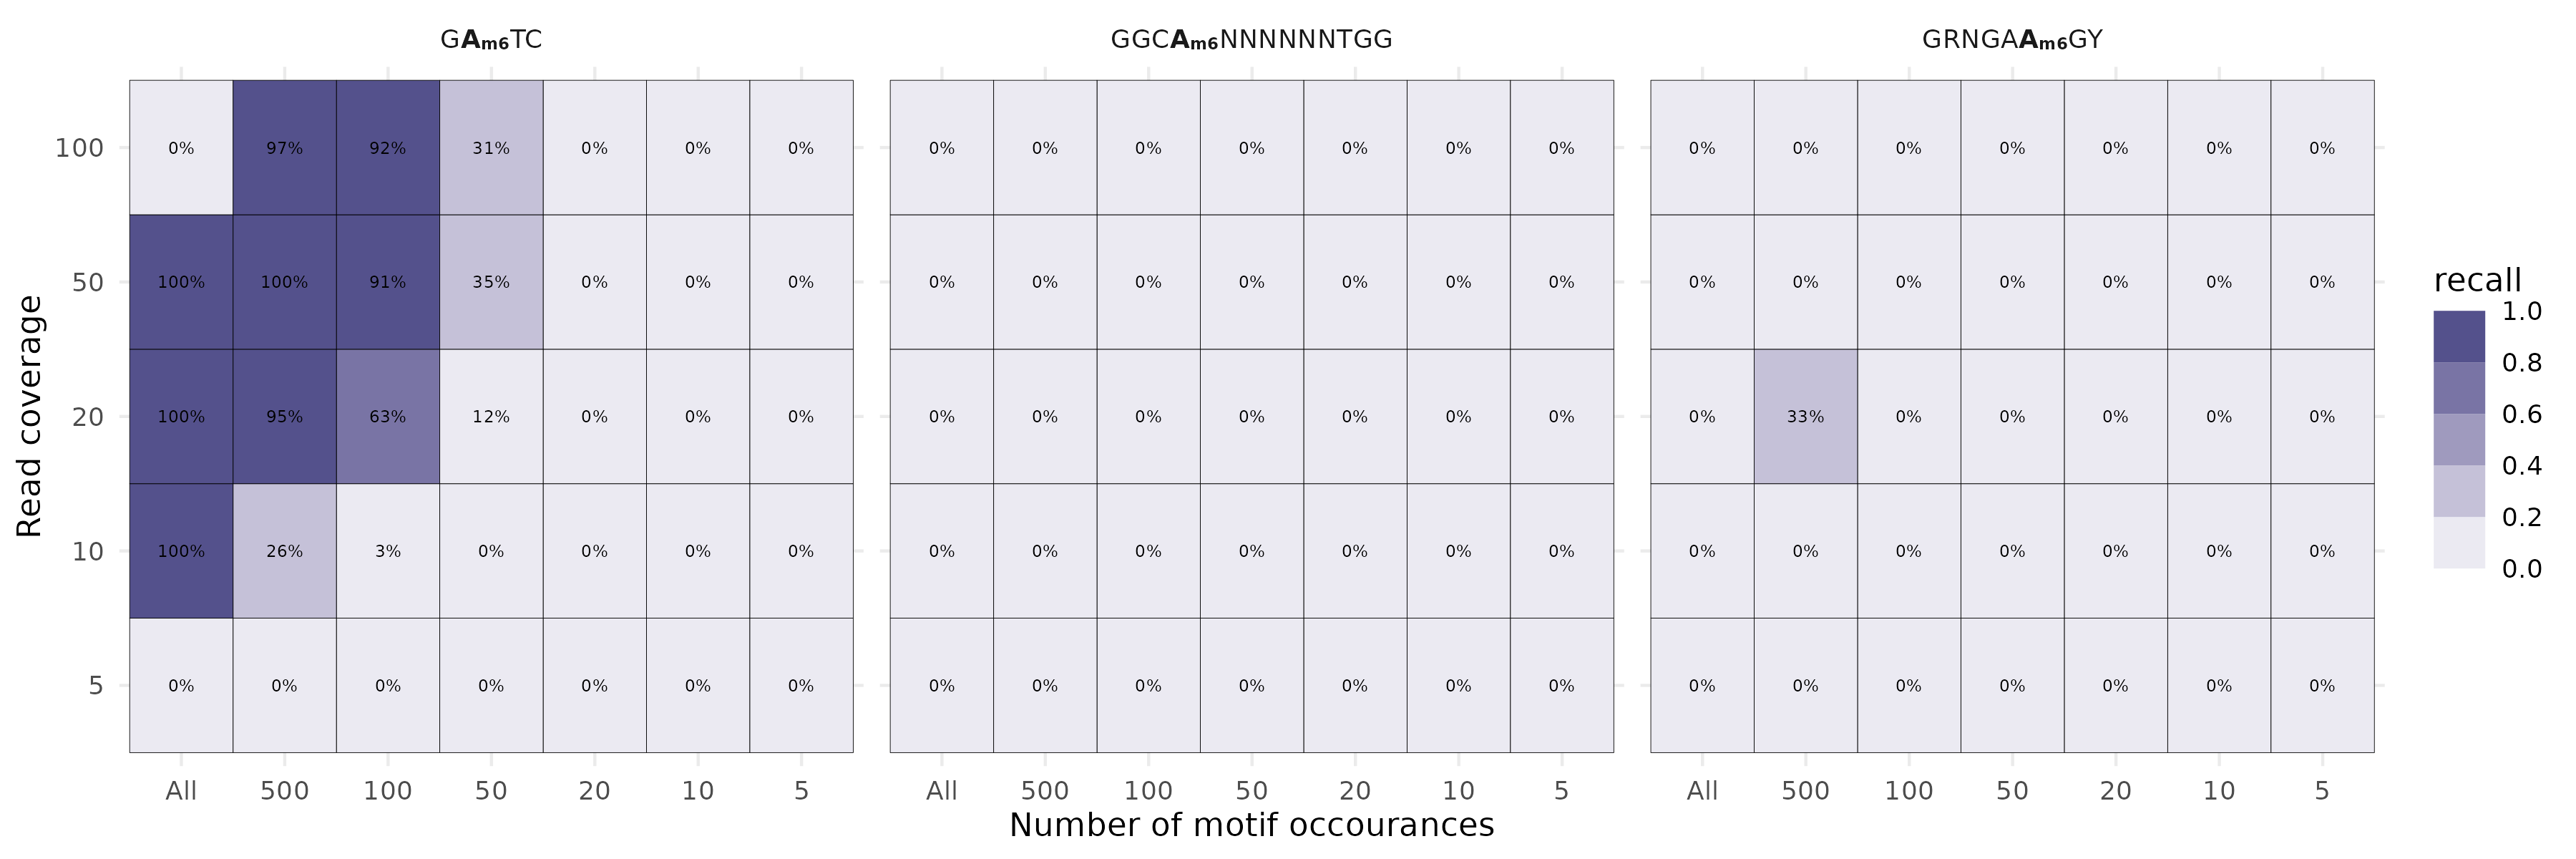 GAm6TC GGCAm6NNNNNNTGG GRNGAAm6GY
Read coverage
100 0% 97% 92% 31% 0% 0% 0% 0% 0% 0% 0% 0% 0% 0% 0% 0% 0% 0% 0% 0% 0%
50 100% 100% 91% 35% 0% 0% 0% 0% 0% 0% 0% 0% 0% 0% 0% 0% 0% 0% 0% 0% 0%
20 100% 95% 63% 12% 0% 0% 0% 0% 0% 0% 0% 0% 0% 0% 0% 33% 0% 0% 0% 0% 0%
10 100% 26% 3% 0% 0% 0% 0% 0% 0% 0% 0% 0% 0% 0% 0% 0% 0% 0% 0% 0% 0%
5 0% 0% 0% 0% 0% 0% 0% 0% 0% 0% 0% 0% 0% 0% 0% 0% 0% 0% 0% 0% 0%
All 500 100 50 20 10 5 All 500 100 50 20 10 5 All 500 100 50 20 10 5
Number of motif occourances
recall
1.0
0.8
0.6
0.4
0.2
0.0